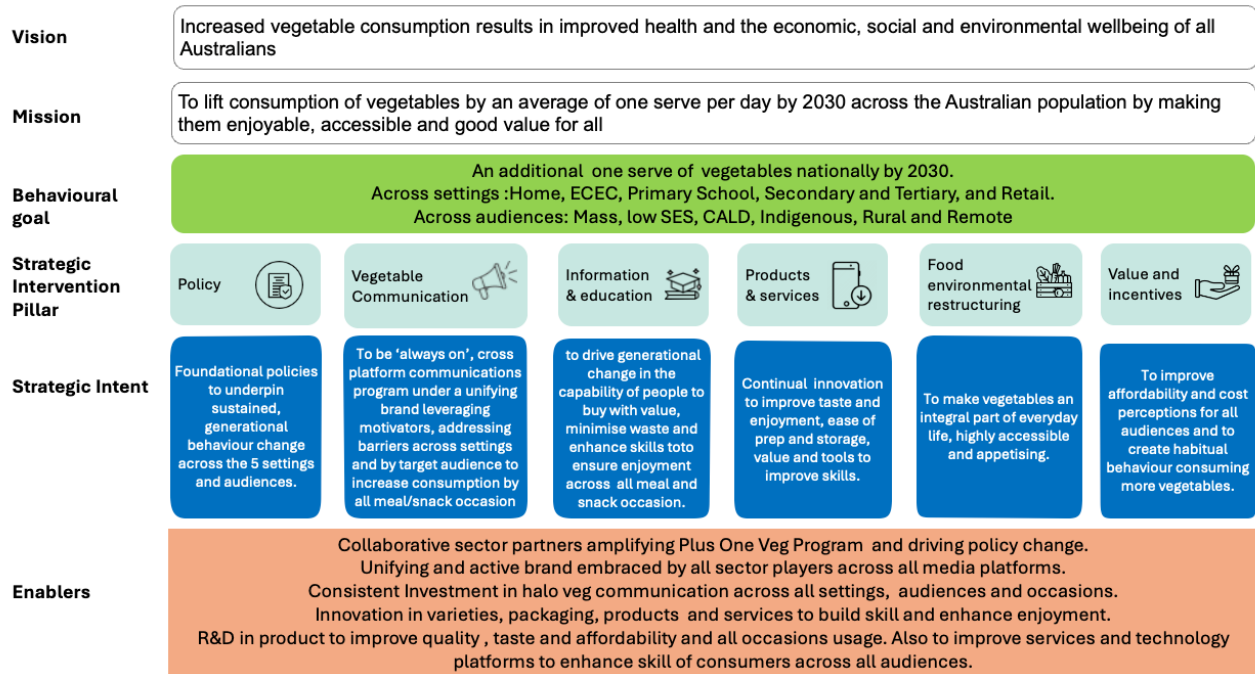 Vision
Increased vegetable consumption results in improved health and the economic, social and environmental wellbeing of all
Australians
Mission
To lift consumption of vegetables by an average of one serve per day by 2030 across the Australian population by making
them enjoyable, accessible and good value for all
Behavioural
goal
An additional one serve of vegetables nationally by 2030.
Across settings :Home, ECEC, Primary School, Secondary and Tertiary, and Retail.
Across audiences: Mass, low SES, CALD, Indigenous, Rural and Remote
Strategic
Intervention
Pillar
Policy
Vegetable
Communication
Information
& education
Products
& services
Food
environmental
restructuring
Value and
incentives
Strategic Intent
Foundational policies
to underpin
sustained,
generational
behaviour change
across the 5 settings
and audiences.
To be ‘always on’, cross
platform communications
program under a unifying
brand leveraging
motivators, addressing
barriers across settings
and by target audience to
increase consumption by
all meal/snack occasion
to drive generational
change in the
capability of people to
buy with value,
minimise waste and
enhance skills toto
ensure enjoyment
across all meal and
snack occasion.
Continual innovation
to improve taste and
enjoyment, ease of
prep and storage,
value and tools to
improve skills.
To make vegetables an
integral part of everyday
life, highly accessible
and appetising.
To improve
affordability and cost
perceptions for all
audiences and to
create habitual
behaviour consuming
more vegetables.
Enablers
Collaborative sector partners amplifying Plus One Veg Program and driving policy change.
Unifying and active brand embraced by all sector players across all media platforms.
Consistent Investment in halo veg communication across all settings, audiences and occasions.
Innovation in varieties, packaging, products and services to build skill and enhance enjoyment.
R&D in product to improve quality , taste and affordability and all occasions usage. Also to improve services and technology
platforms to enhance skill of consumers across all audiences.